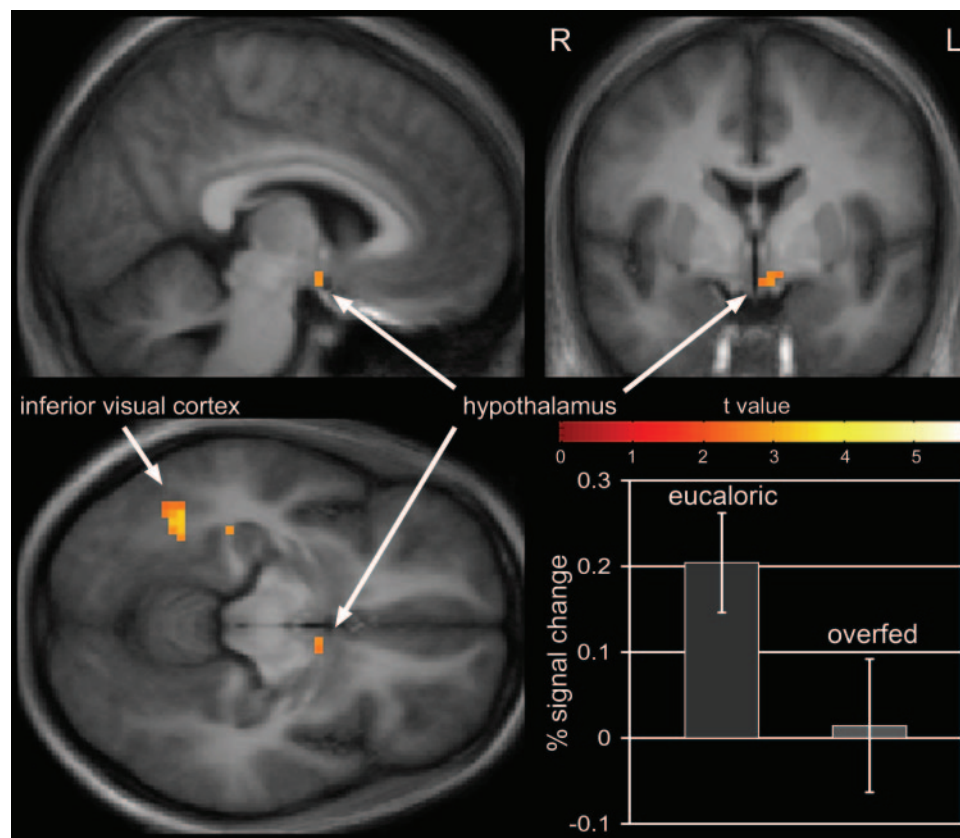 R
L
inferior visual cortex
hypothalamus
t value
0 1 2 3 4 5
0.3
eucaloric
0.2
% signal change
overfed
0.1
0
-0.1